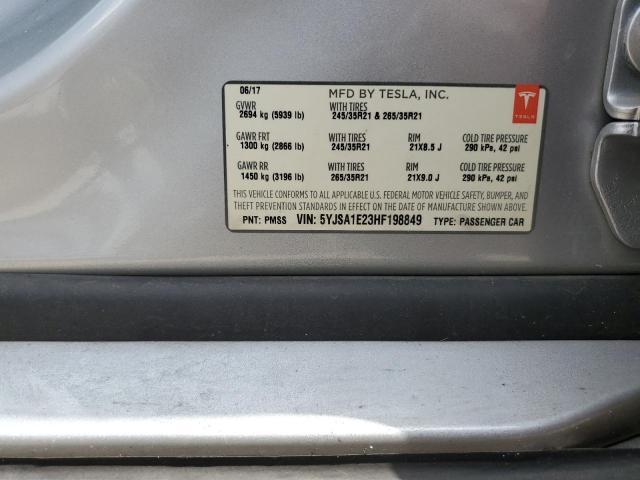 06/17 MFD BY TESLA, INC.
GVWR WITH TIRES
2694 kg (5939 lb) 245/35R21 & 265/35R21
TESLA
GAWR FRT WITH TIRES RIM COLD TIRE PRESSURE
1300 kg (2866 lb) 245/35R21 21X8.5 J 290 kPa, 42 psi
GAWR RR WITH TIRES RIM COLD TIRE PRESSURE
1450 kg (3196 lb) 265/35R21 21X9.0 J 290 kPa, 42 psi
THIS VEHICLE CONFORMS TO ALL APPLICABLE U.S. FEDERAL MOTOR VEHICLE SAFETY, BUMPER, AND
THEFT PREVENTION STANDARDS IN EFFECT ON THE DATE OF MANUFACTURE SHOWN ABOVE.
PNT: PMSS VIN: 5YJSA1E23HF198849 TYPE: PASSENGER CAR